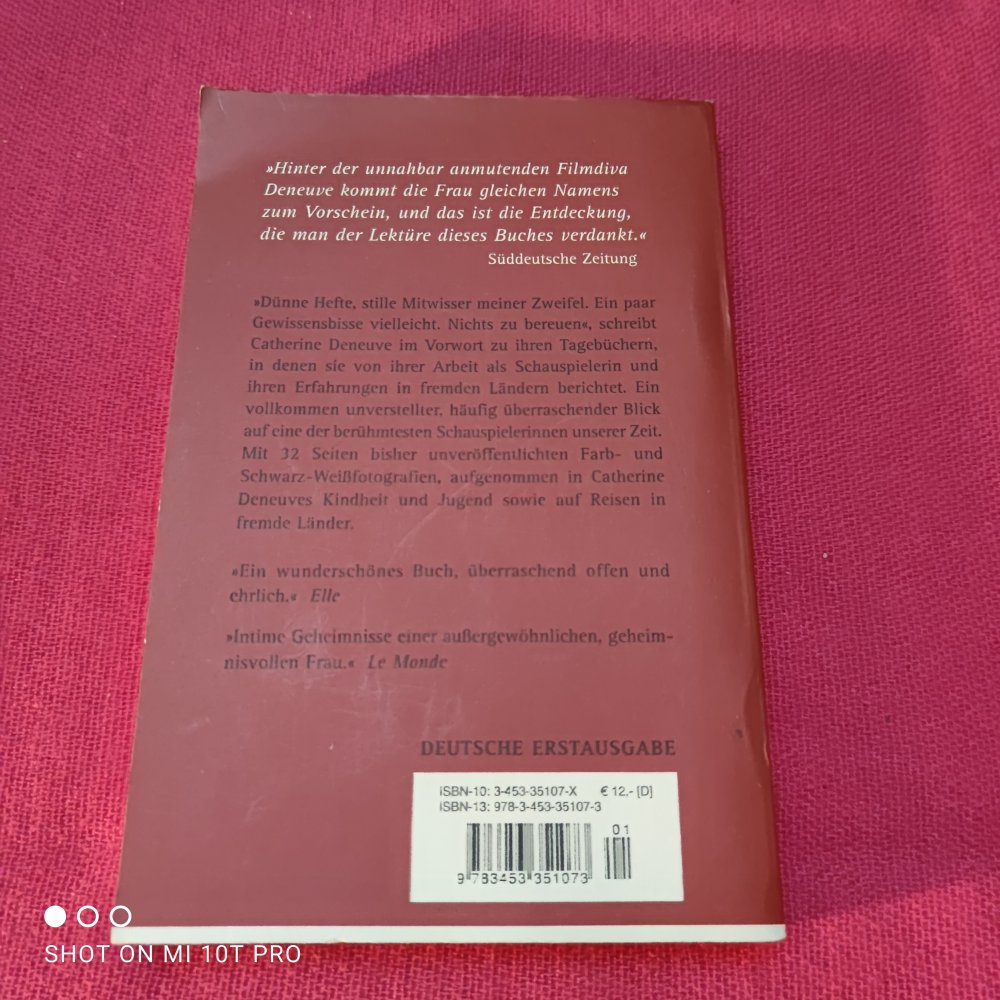 »Hinter der unnahbar anmutenden Filmdiva
Deneuve kommt die Frau gleichen Namens
zum Vorschein, und das ist die Entdeckung,
die man der Lektüre dieses Buches verdankt.«
Süddeutsche Zeitung
»Dünne Hefte, stille Mitwisser meiner Zweifel. Ein paar
Gewissensbisse vielleicht. Nichts zu bereuen«, schreibt
Catherine Deneuve im Vorwort zu ihren Tagebüchern,
in denen sie von ihrer Arbeit als Schauspielerin und
ihren Erfahrungen in fremden Ländern berichtet. Ein
vollkommen unverstellter, häufig überraschender Blick
auf eine der berühmtesten Schauspielerinnen unserer Zeit.
Mit 32 Seiten bisher unveröffentlichten Farb- und
Schwarz-Weißfotografien, aufgenommen in Catherine
Deneuves Kindheit und Jugend sowie auf Reisen in
fremde Länder.
»Ein wunderschönes Buch, überraschend offen und
ehrlich.« Elle
»Intime Geheimnisse einer außergewöhnlichen, geheim-
nisvollen Frau.« Le Monde
DEUTSCHE ERSTAUSGABE
ISBN-10: 3-453-35107-X € 12,- [D]
ISBN-13: 978-3-453-35107-3
01
9 783453 351073
SHOT ON MI 10T PRO